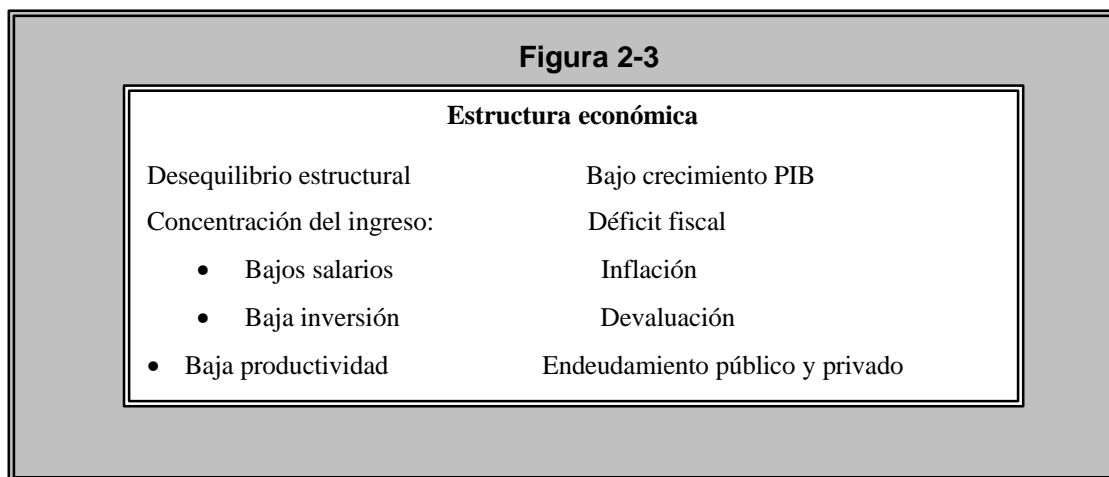 Figura 2-3
Estructura económica
Desequilibrio estructural Bajo crecimiento PIB
Concentración del ingreso: Déficit fiscal
• Bajos salarios Inflación
• Baja inversión Devaluación
• Baja productividad Endeudamiento público y privado